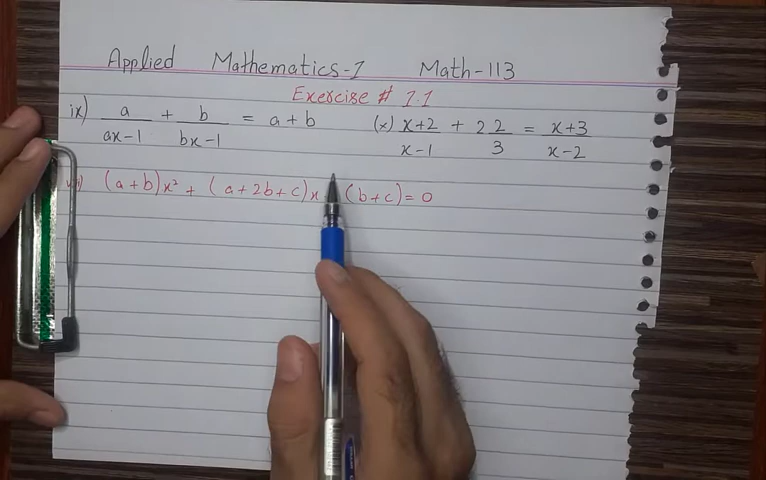 Applied Mathematics-1 Math-113
Exercise # 1.1
ix) a/ax-1 + b/bx-1 = a+b (x) x+2/x-1 + 2 2/3 = x+3/x-2
(a+b)x² + (a+2b+c)x (b+c) = 0